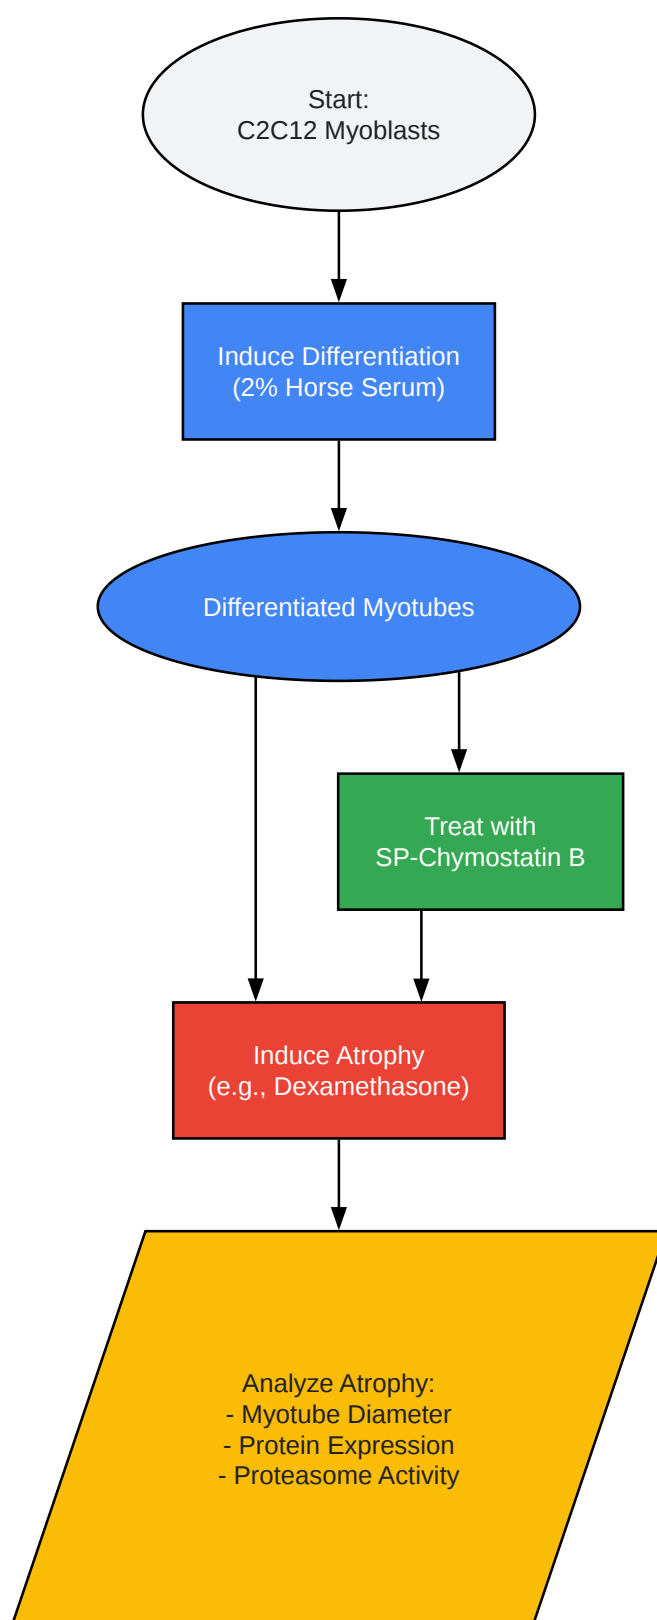 Start:
C2C12 Myoblasts
Induce Differentiation
(2% Horse Serum)
Differentiated Myotubes
Treat with
SP-Chymostatin B
Induce Atrophy
(e.g., Dexamethasone)
Analyze Atrophy:
- Myotube Diameter
- Protein Expression
- Proteasome Activity